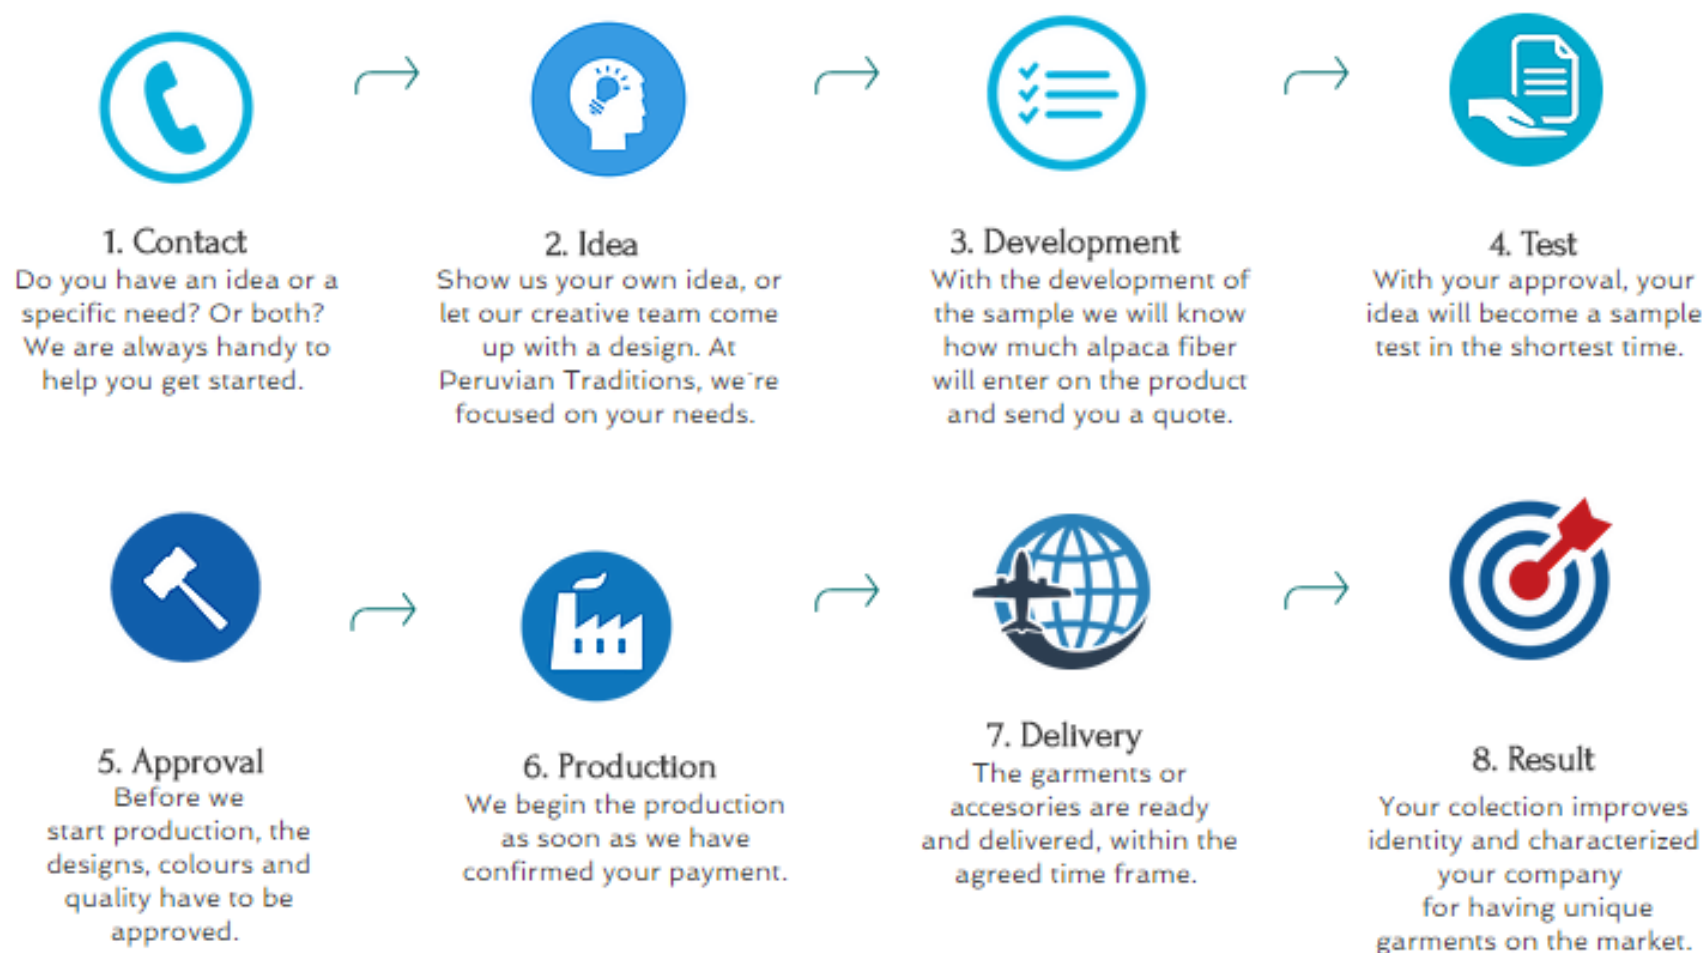 1. Contact
Do you have an idea or a
specific need? Or both?
We are always handy to
help you get started.
2. Idea
Show us your own idea, or
let our creative team come
up with a design. At
Peruvian Traditions, we´re
focused on your needs.
3. Development
With the development of
the sample we will know
how much alpaca fiber
will enter on the product
and send you a quote.
4. Test
With your approval, your
idea will become a sample
test in the shortest time.
5. Approval
Before we
start production, the
designs, colours and
quality have to be
approved.
6. Production
We begin the production
as soon as we have
confirmed your payment.
7. Delivery
The garments or
accesories are ready
and delivered, within the
agreed time frame.
8. Result
Your colection improves
identity and characterized
your company
for having unique
garments on the market.